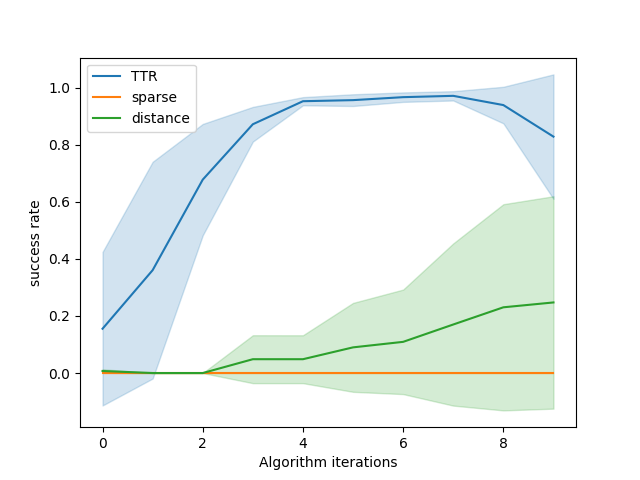 TTR
sparse
distance
1.0
0.8
0.6
0.4
0.2
0.0
success rate
0 2 4 6 8
Algorithm iterations